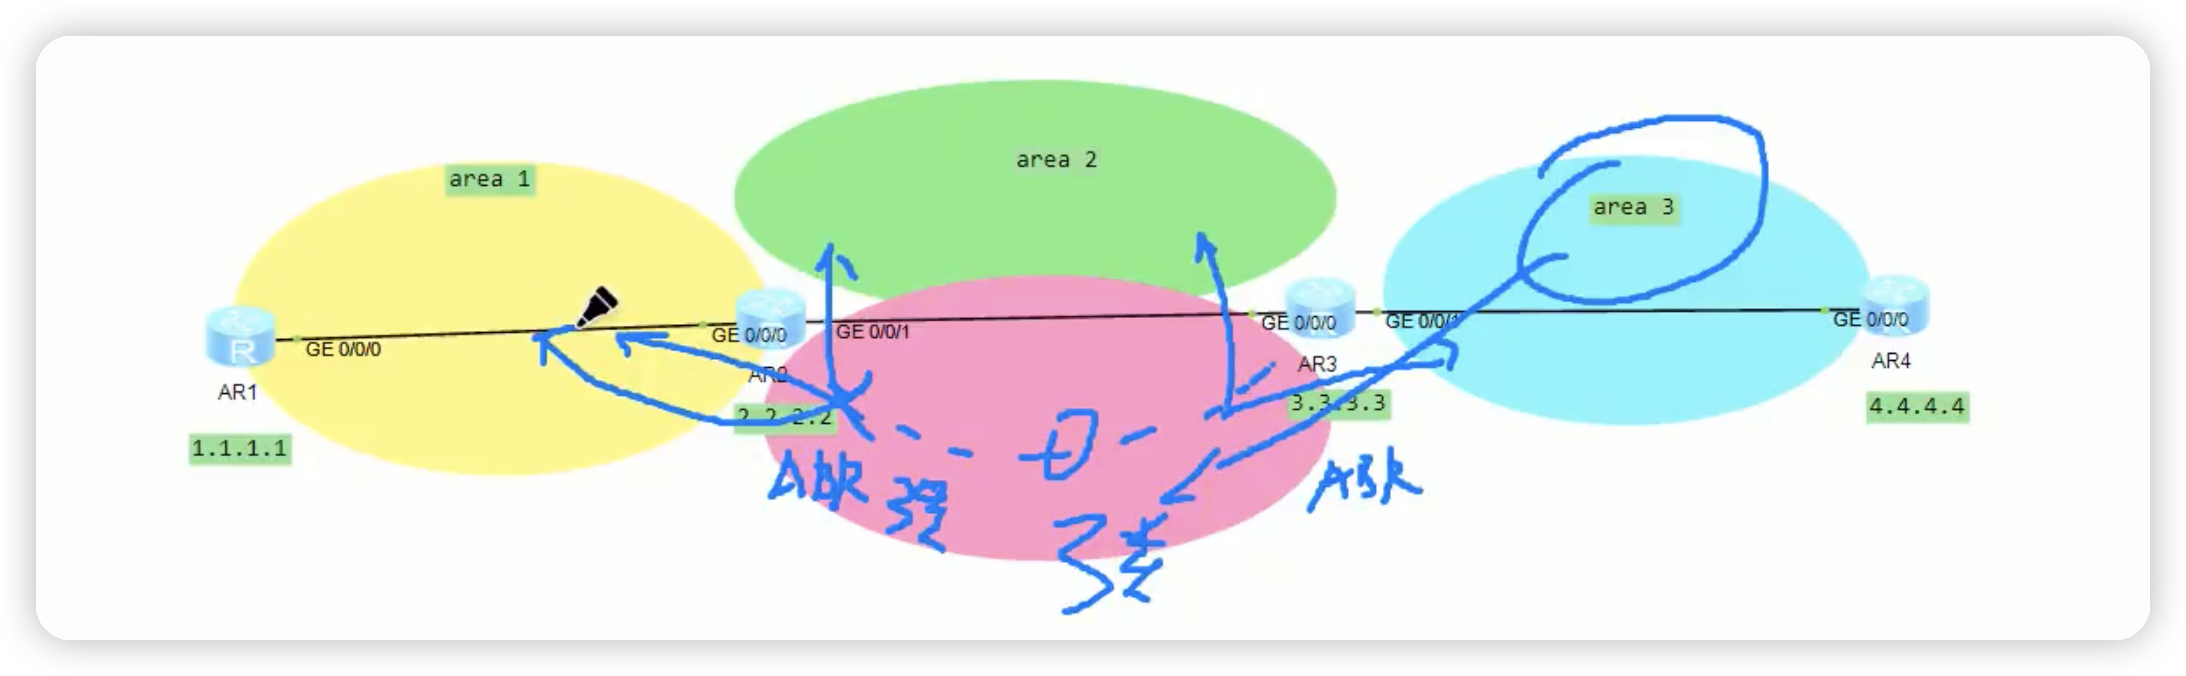 area 1
area 2
area 3
R
GE 0/0/0
GE 0/0/0
GE 0/0/1
GE 0/0/0
GE 0/0/1
GE 0/0/0
AR1
AR2
AR3
AR4
1.1.1.1
2.2.2.2
3.3.3.3
4.4.4.4
0
ABR
ABR
3类